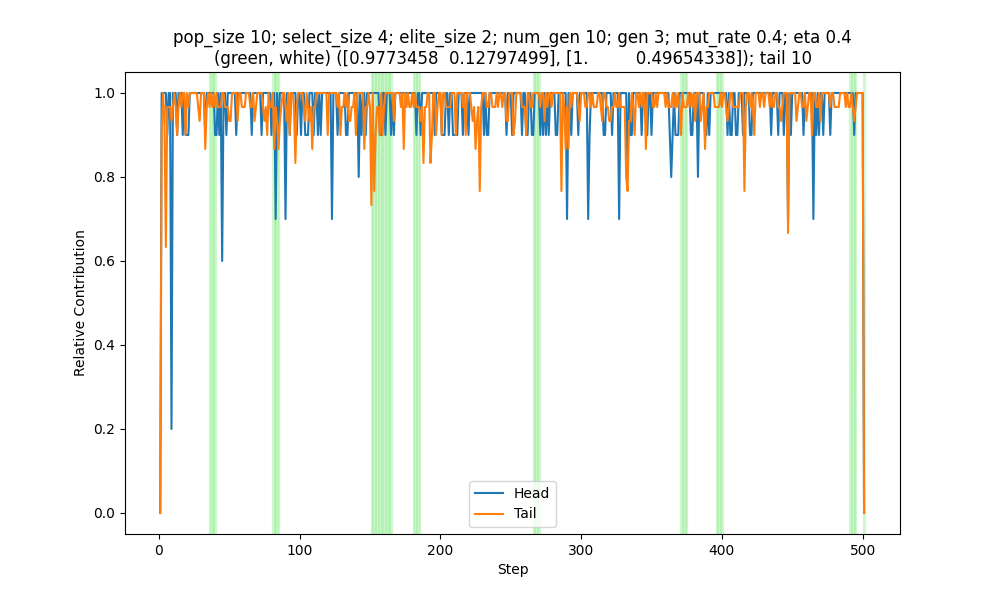 pop_size 10; select_size 4; elite_size 2; num_gen 10; gen 3; mut_rate 0.4; eta 0.4
(green, white) ([0.9773458  0.12797499], [1.         0.49654338]); tail 10
1.0
0.8
0.6
0.4
0.2
0.0
Relative Contribution
Head
Tail
0
100
200
300
400
500
Step